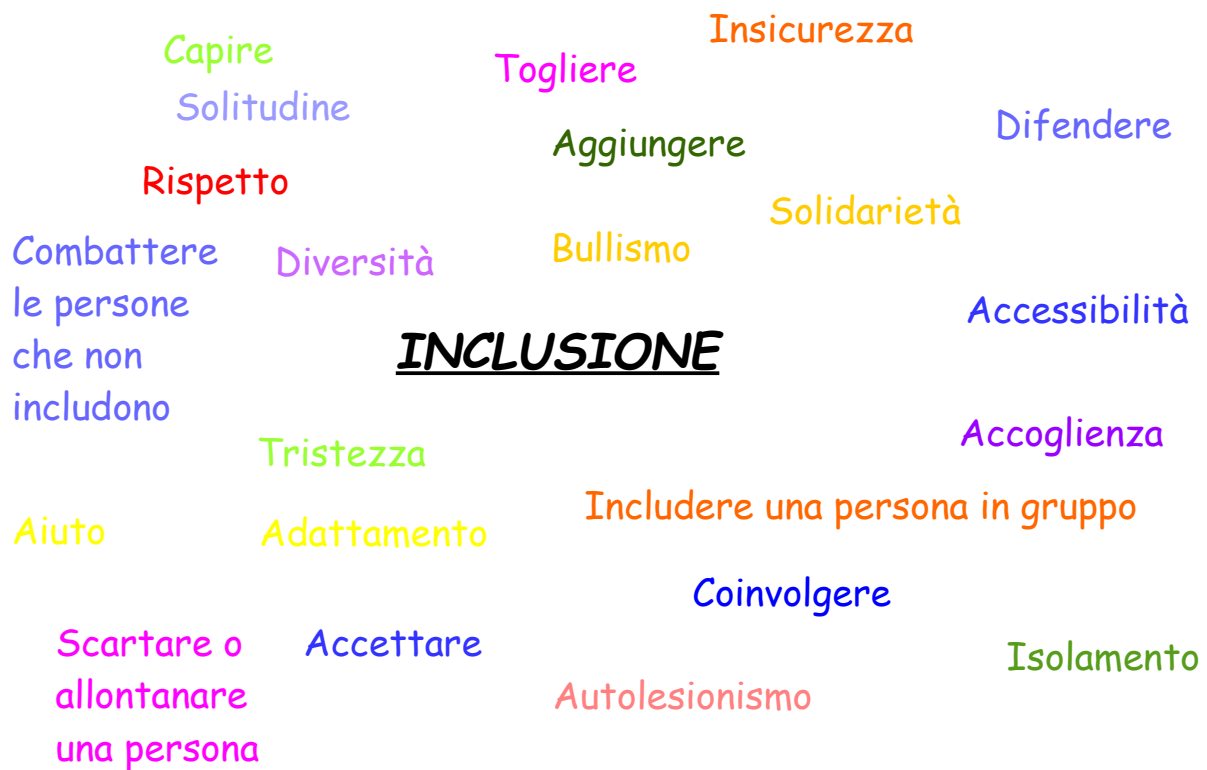 Insicurezza
Capire
Togliere
Solitudine
Difendere
Aggiungere
Rispetto
Solidarietà
Combattere
le persone
che non
includono
Diversità
Bullismo
Accessibilità
INCLUSIONE
Accoglienza
Tristezza
Includere una persona in gruppo
Aiuto
Adattamento
Coinvolgere
Scartare o
allontanare
una persona
Accettare
Isolamento
Autolesionismo